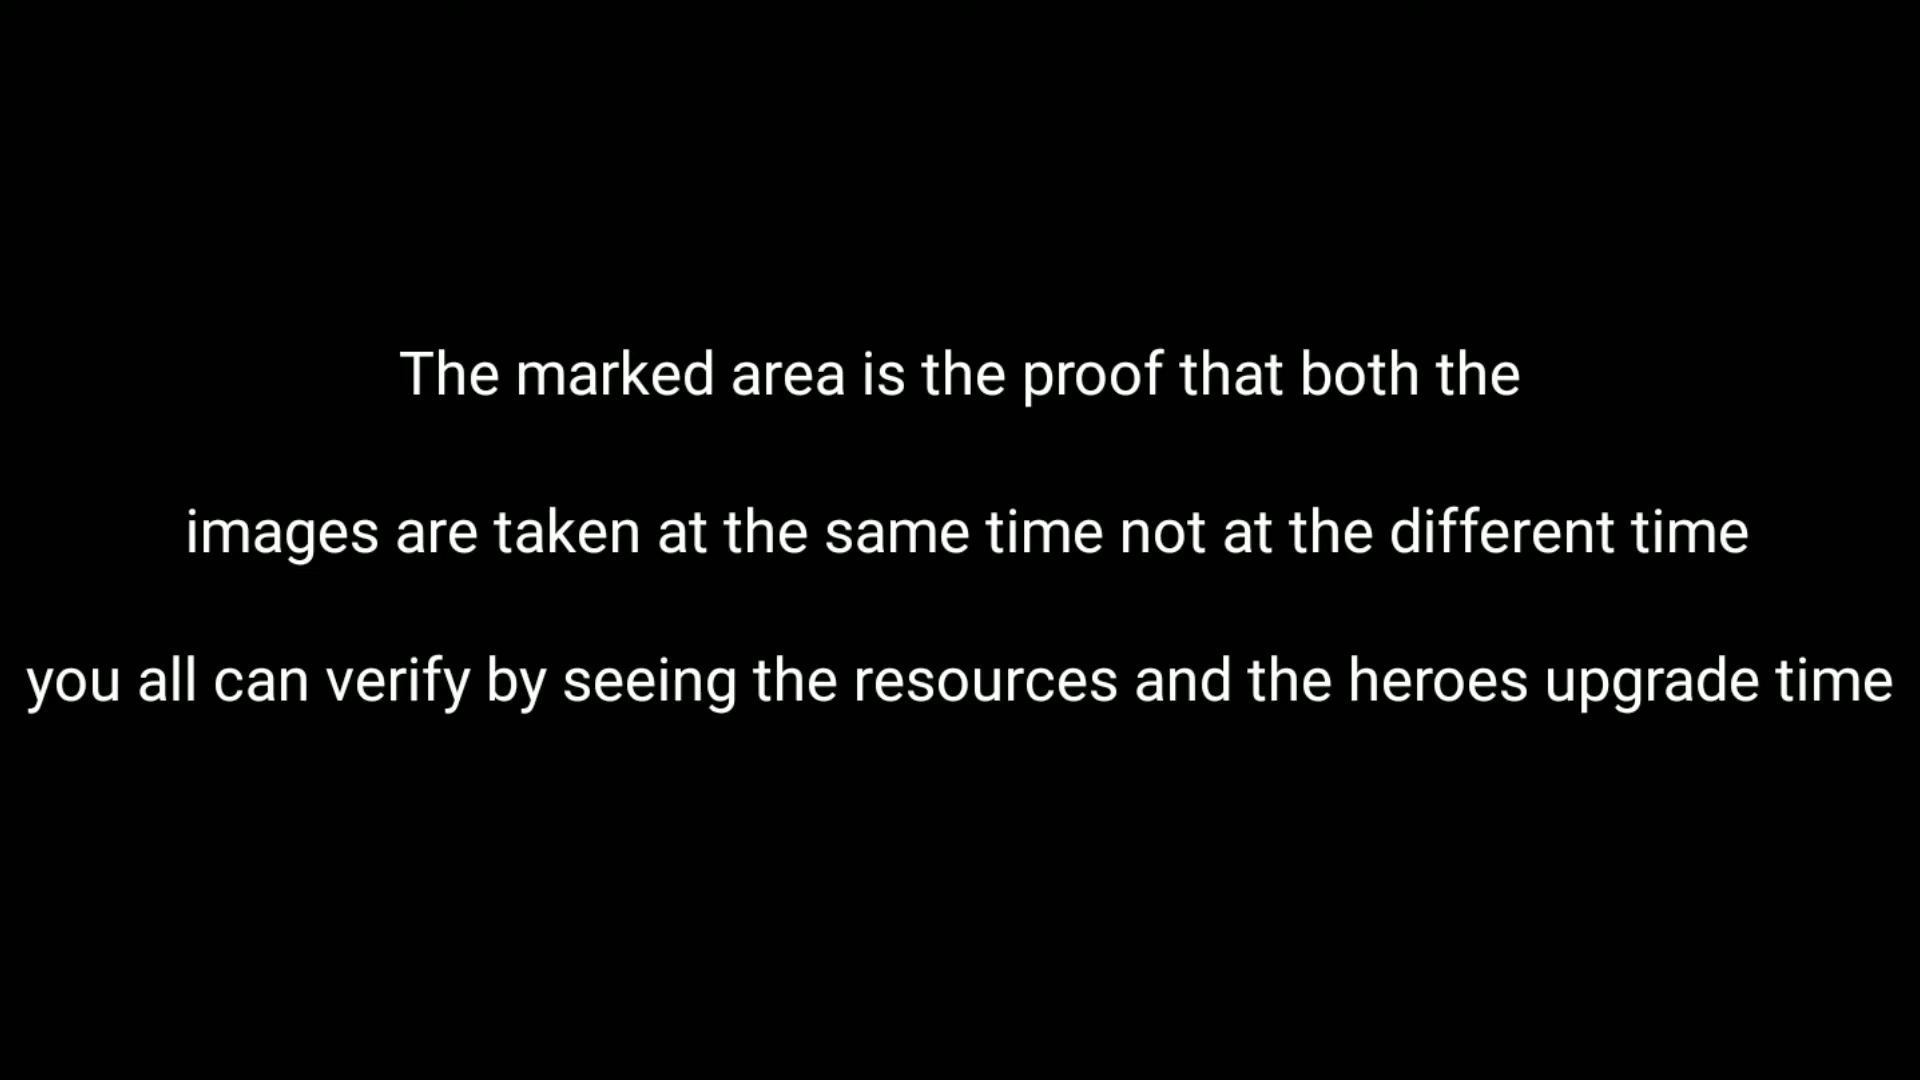 The marked area is the proof that both the
images are taken at the same time not at the different time
you all can verify by seeing the resources and the heroes upgrade time